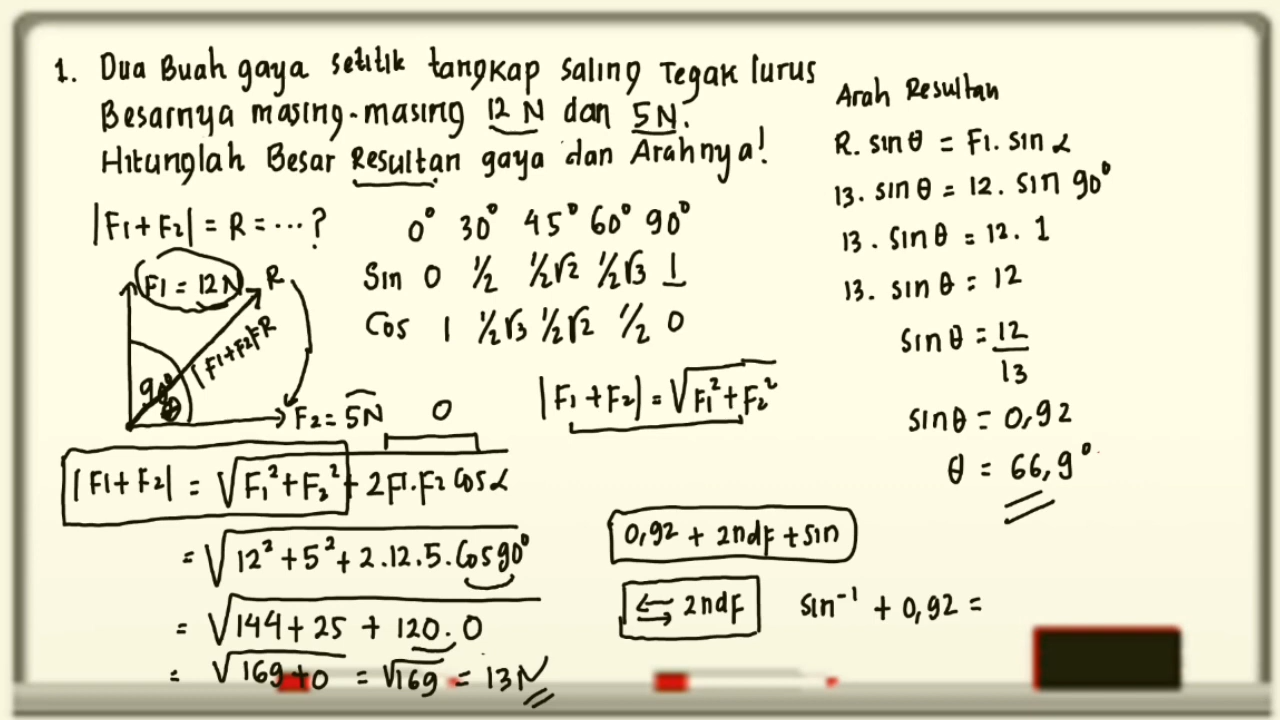 1. Dua Buah gaya setitik tangkap saling Tegak lurus
Besarnya masing-masing 12 N dan 5N.
Hitunglah Besar Resultan gaya dan Arahnya!
|F1 + F2| = R = ...?
F1 = 12N
R
|F1+F2|=R
90°
θ
F2 = 5N
0° 30° 45° 60° 90°
Sin 0 ½ ½√2 ½√3 1
Cos 1 ½√3 ½√2 ½ 0
|F1 + F2| = √F1² + F2²
0
|F1 + F2| = √F1² + F2² + 2F1.F2 Cos α
= √12² + 5² + 2.12.5. Cos 90°
= √144 + 25 + 120. 0
= √169 + 0 = √169 = 13 N
Arah Resultan
R. sin θ = F1. sin α
13. sin θ = 12. sin 90°
13. sin θ = 12. 1
13. sin θ = 12
sin θ = 12/13
sin θ = 0,92
θ = 66,9°
0,92 + 2ndF + sin
⇆ 2ndF
sin⁻¹ + 0,92 =